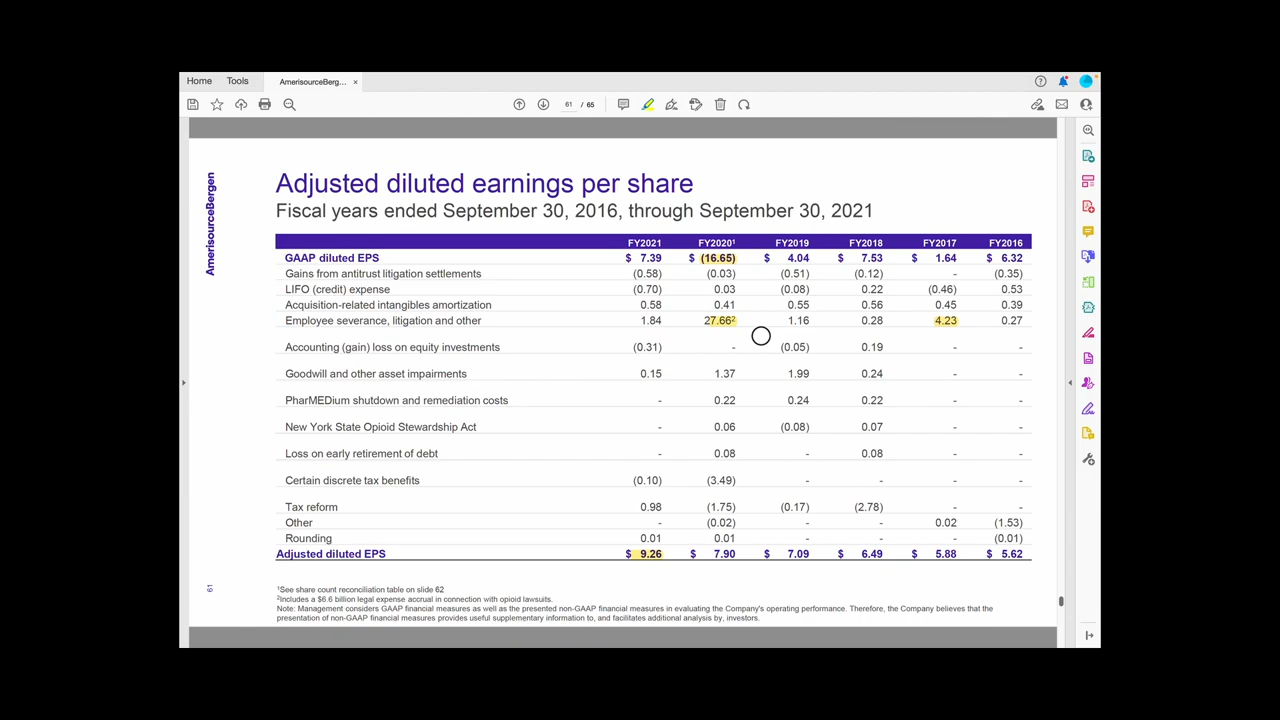 Home Tools AmerisourceBerg... ×
61 / 65
AmerisourceBergen
Adjusted diluted earnings per share
Fiscal years ended September 30, 2016, through September 30, 2021
FY2021 FY2020¹ FY2019 FY2018 FY2017 FY2016
GAAP diluted EPS $ 7.39 $ (16.65) $ 4.04 $ 7.53 $ 1.64 $ 6.32
Gains from antitrust litigation settlements (0.58) (0.03) (0.51) (0.12) - (0.35)
LIFO (credit) expense (0.70) 0.03 (0.08) 0.22 (0.46) 0.53
Acquisition-related intangibles amortization 0.58 0.41 0.55 0.56 0.45 0.39
Employee severance, litigation and other 1.84 27.66² 1.16 0.28 4.23 0.27
Accounting (gain) loss on equity investments (0.31) - (0.05) 0.19 - -
Goodwill and other asset impairments 0.15 1.37 1.99 0.24 - -
PharMEDium shutdown and remediation costs - 0.22 0.24 0.22 - -
New York State Opioid Stewardship Act - 0.06 (0.08) 0.07 - -
Loss on early retirement of debt - 0.08 - 0.08 - -
Certain discrete tax benefits (0.10) (3.49) - - - -
Tax reform 0.98 (1.75) (0.17) (2.78) - -
Other - (0.02) - - 0.02 (1.53)
Rounding 0.01 0.01 - - - (0.01)
Adjusted diluted EPS $ 9.26 $ 7.90 $ 7.09 $ 6.49 $ 5.88 $ 5.62
61
¹See share count reconciliation table on slide 62
²Includes a $6.6 billion legal expense accrual in connection with opioid lawsuits.
Note: Management considers GAAP financial measures as well as the presented non-GAAP financial measures in evaluating the Company's operating performance. Therefore, the Company believes that the
presentation of non-GAAP financial measures provides useful supplementary information to, and facilitates additional analysis by, investors.